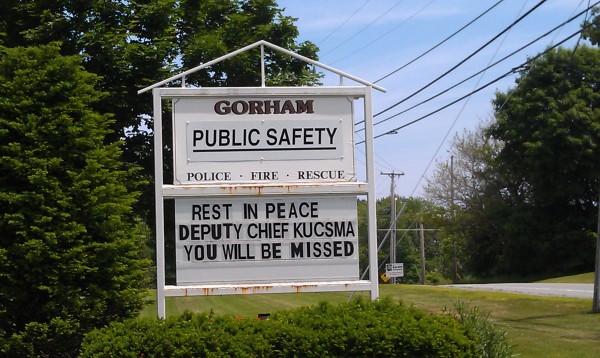 GORHAM
PUBLIC SAFETY
POLICE · FIRE · RESCUE
REST IN PEACE
DEPUTY CHIEF KUCSMA
YOU WILL BE MISSED